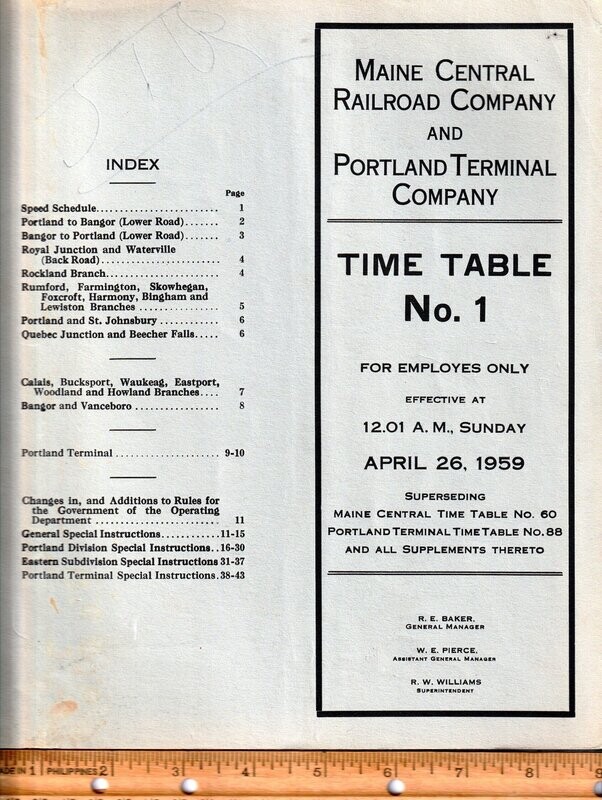 INDEX
Page
Speed Schedule........................ 1
Portland to Bangor (Lower Road)....... 2
Bangor to Portland (Lower Road)....... 3
Royal Junction and Waterville
(Back Road)........................ 4
Rockland Branch....................... 4
Rumford, Farmington, Skowhegan,
Foxcroft, Harmony, Bingham and
Lewiston Branches ................ 5
Portland and St. Johnsbury ............ 6
Quebec Junction and Beecher Falls..... 6
Calais, Bucksport, Waukeag, Eastport,
Woodland and Howland Branches.... 7
Bangor and Vanceboro ................. 8
Portland Terminal ..................... 9-10
Changes in, and Additions to Rules for
the Government of the Operating
Department ......................... 11
General Special Instructions............11-15
Portland Division Special Instructions..16-30
Eastern Subdivision Special Instructions 31-37
Portland Terminal Special Instructions.38-43
MAINE CENTRAL
RAILROAD COMPANY
AND
PORTLAND TERMINAL
COMPANY
TIME TABLE
No. 1
FOR EMPLOYES ONLY
EFFECTIVE AT
12.01 A. M., SUNDAY
APRIL 26, 1959
SUPERSEDING
MAINE CENTRAL TIME TABLE NO. 60
PORTLAND TERMINAL TIME TABLE NO. 88
AND ALL SUPPLEMENTS THERETO
R. E. BAKER,
GENERAL MANAGER
W. E. PIERCE,
ASSISTANT GENERAL MANAGER
R. W. WILLIAMS
SUPERINTENDENT
1 PHILIPPINES 2 3 4 5 6 7 8